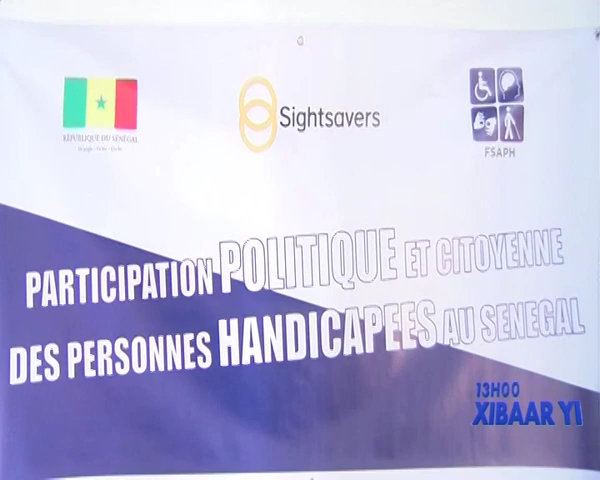 RÉPUBLIQUE DU SÉNÉGAL
Sightsavers
FSAPH
PARTICIPATION POLITIQUE ET CITOYENNE
DES PERSONNES HANDICAPEES AU SENEGAL
13H00
XIBAAR YI